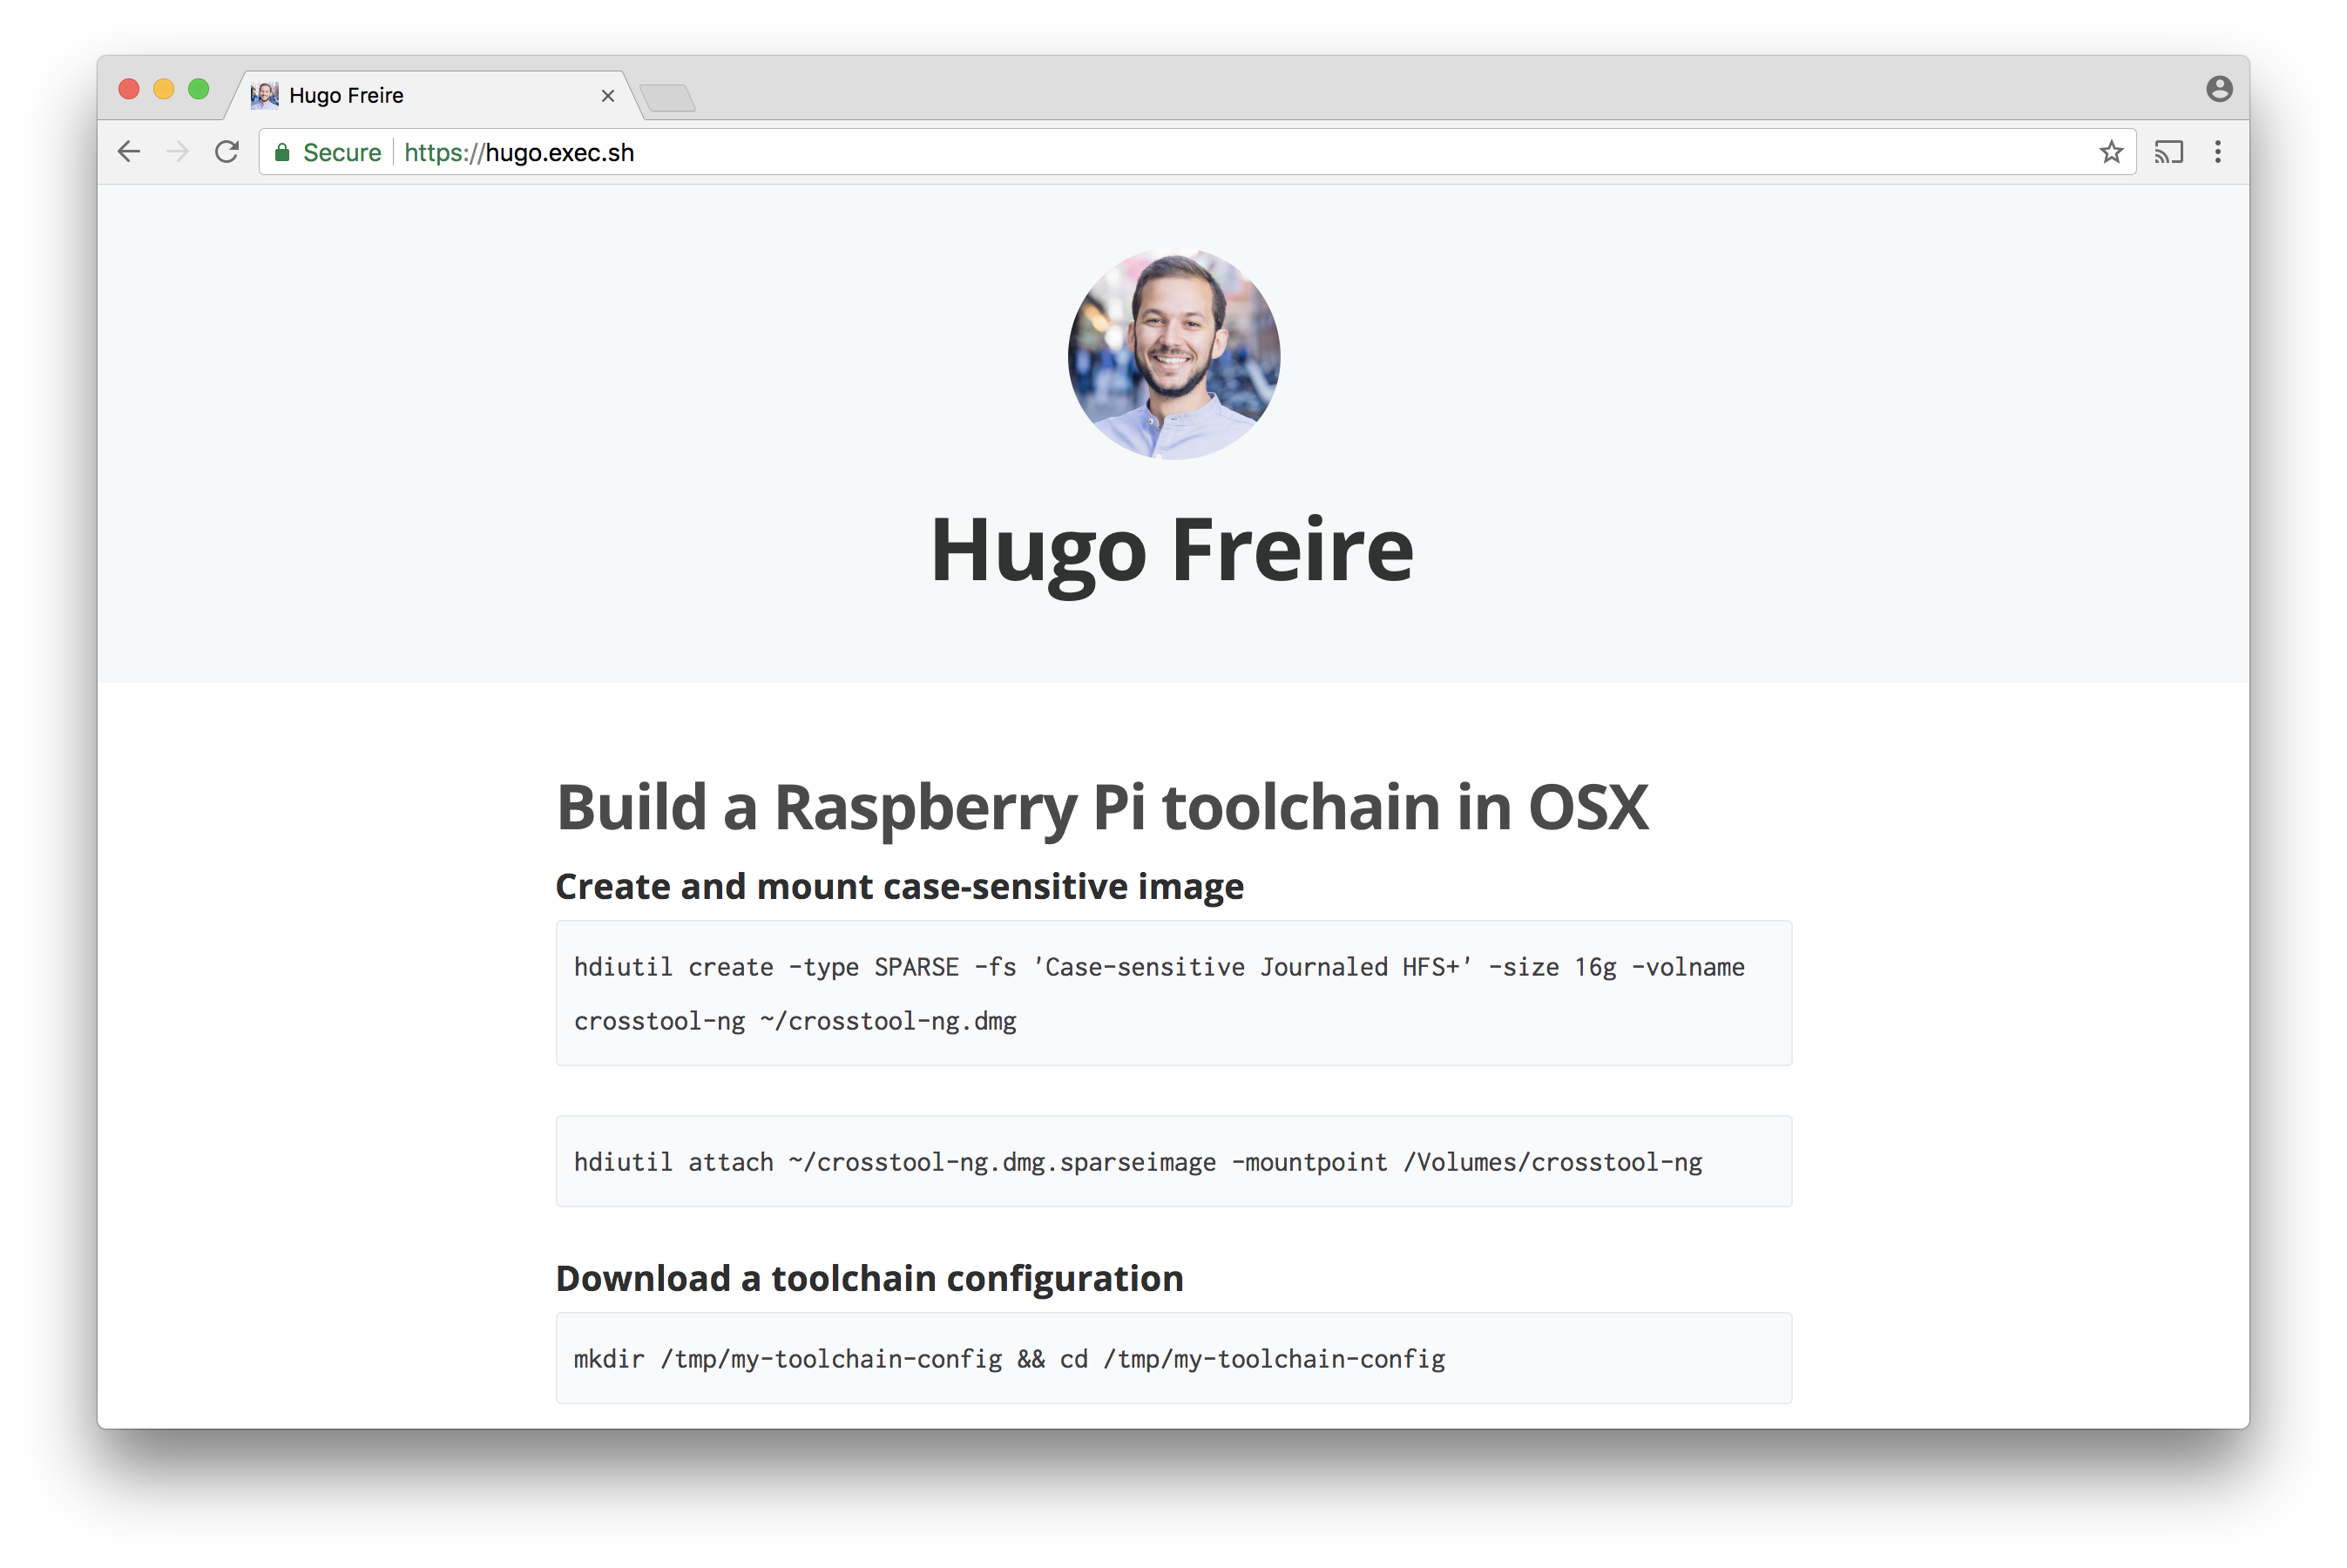 Hugo Freire
Secure https://hugo.exec.sh
Hugo Freire
Build a Raspberry Pi toolchain in OSX
Create and mount case-sensitive image
hdiutil create -type SPARSE -fs 'Case-sensitive Journaled HFS+' -size 16g -volname
crosstool-ng ~/crosstool-ng.dmg
hdiutil attach ~/crosstool-ng.dmg.sparseimage -mountpoint /Volumes/crosstool-ng
Download a toolchain configuration
mkdir /tmp/my-toolchain-config && cd /tmp/my-toolchain-config